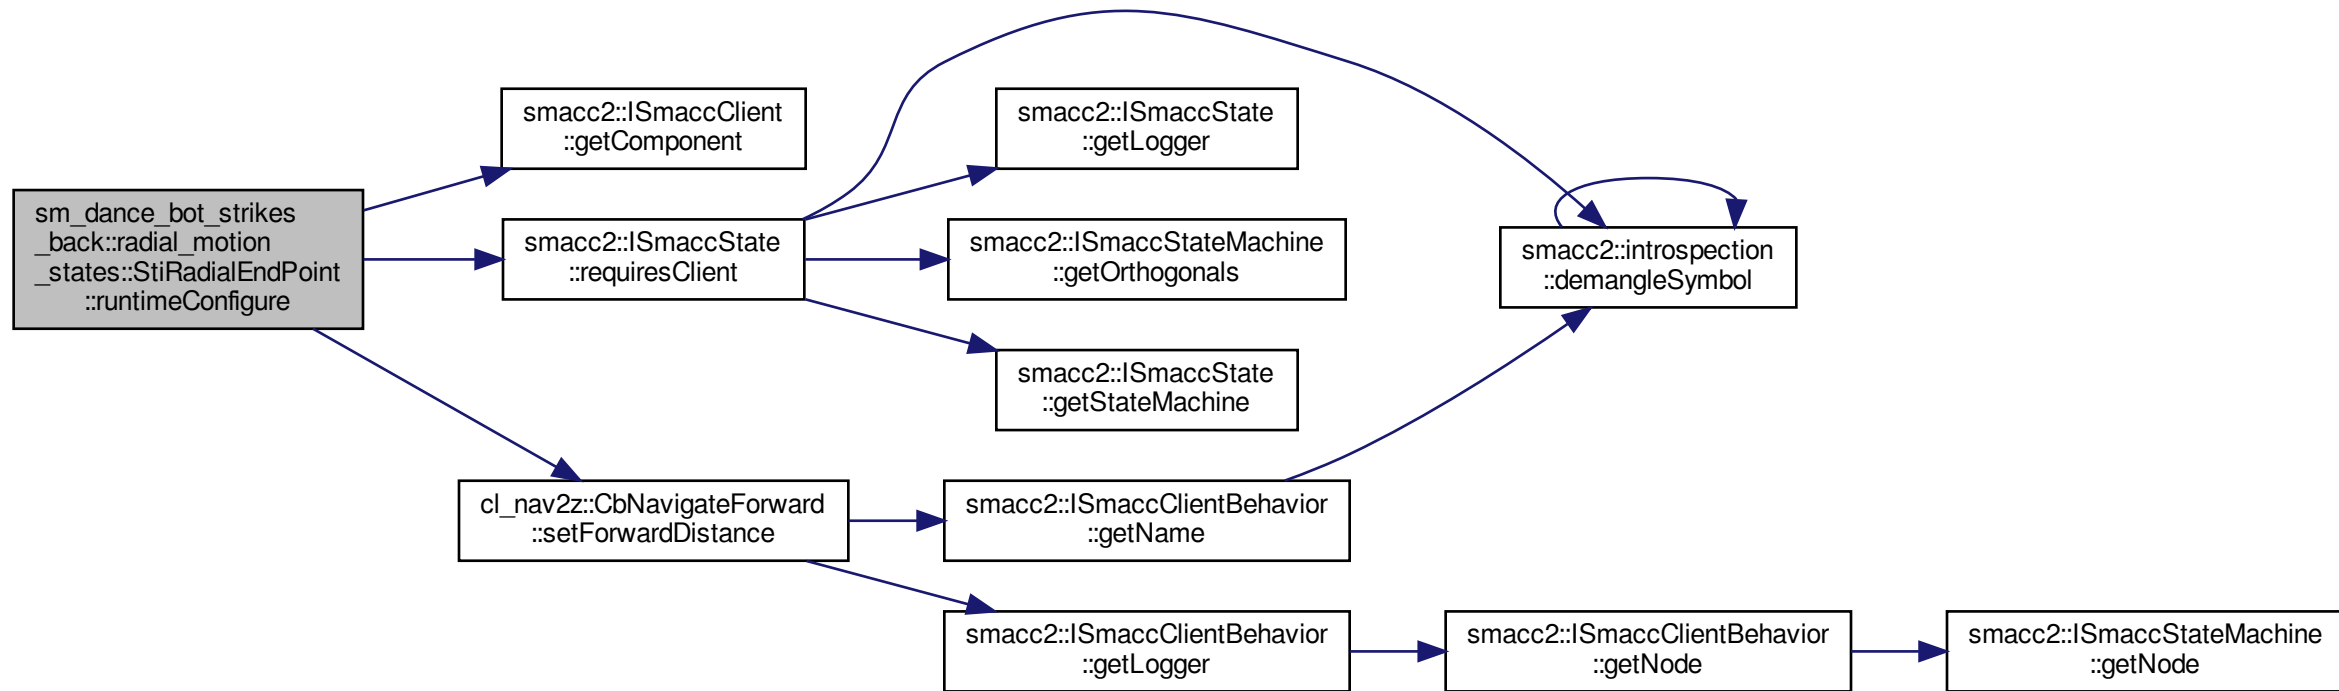 sm_dance_bot_strikes
_back::radial_motion
_states::StiRadialEndPoint
::runtimeConfigure
smacc2::ISmaccClient
::getComponent
smacc2::ISmaccState
::requiresClient
cl_nav2z::CbNavigateForward
::setForwardDistance
smacc2::ISmaccState
::getLogger
smacc2::ISmaccStateMachine
::getOrthogonals
smacc2::ISmaccState
::getStateMachine
smacc2::ISmaccClientBehavior
::getName
smacc2::ISmaccClientBehavior
::getLogger
smacc2::introspection
::demangleSymbol
smacc2::ISmaccClientBehavior
::getNode
smacc2::ISmaccStateMachine
::getNode